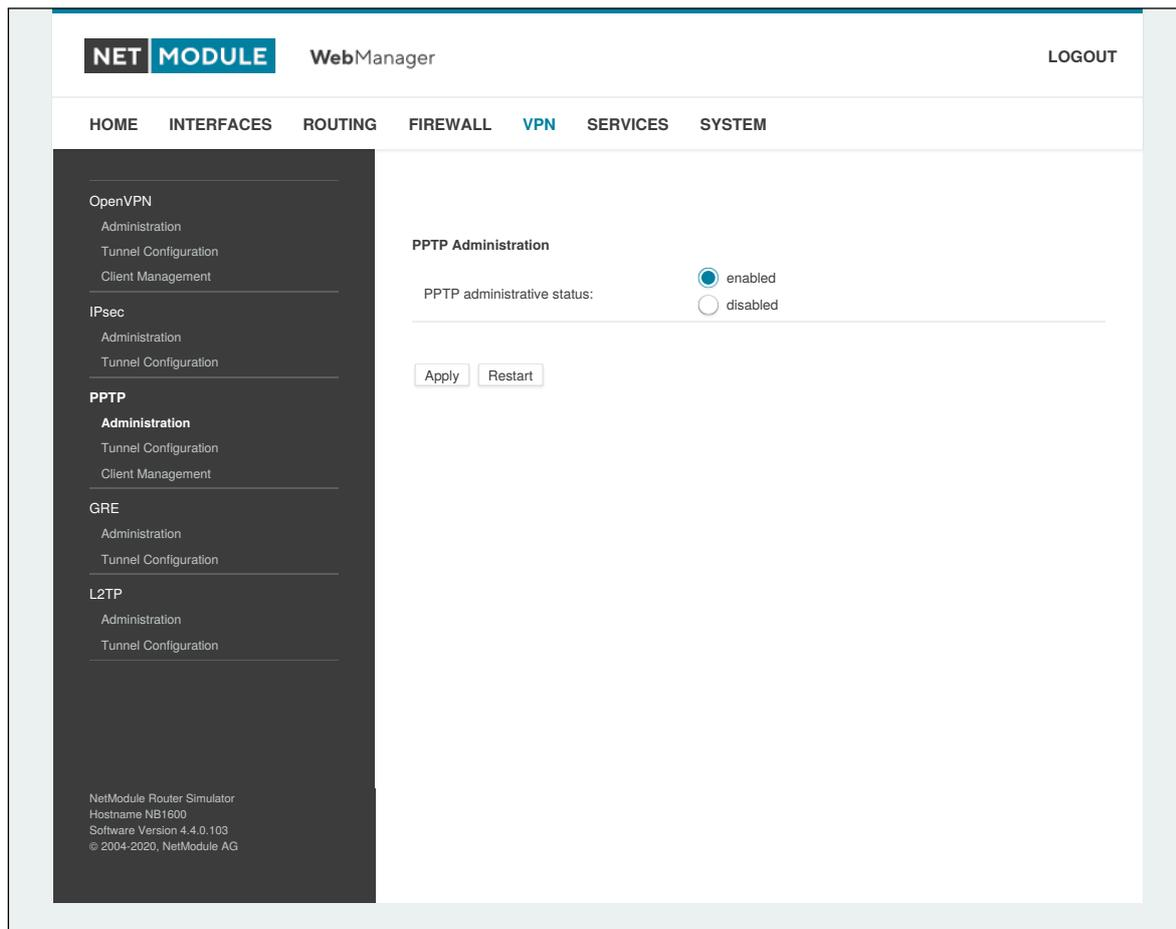 NET MODULE WebManager LOGOUT
HOME INTERFACES ROUTING FIREWALL VPN SERVICES SYSTEM
OpenVPN
Administration
Tunnel Configuration
Client Management
IPsec
Administration
Tunnel Configuration
PPTP
Administration
Tunnel Configuration
Client Management
GRE
Administration
Tunnel Configuration
L2TP
Administration
Tunnel Configuration
NetModule Router Simulator
Hostname NB1600
Software Version 4.4.0.103
© 2004-2020, NetModule AG
PPTP Administration
PPTP administrative status:
enabled
disabled
Apply Restart